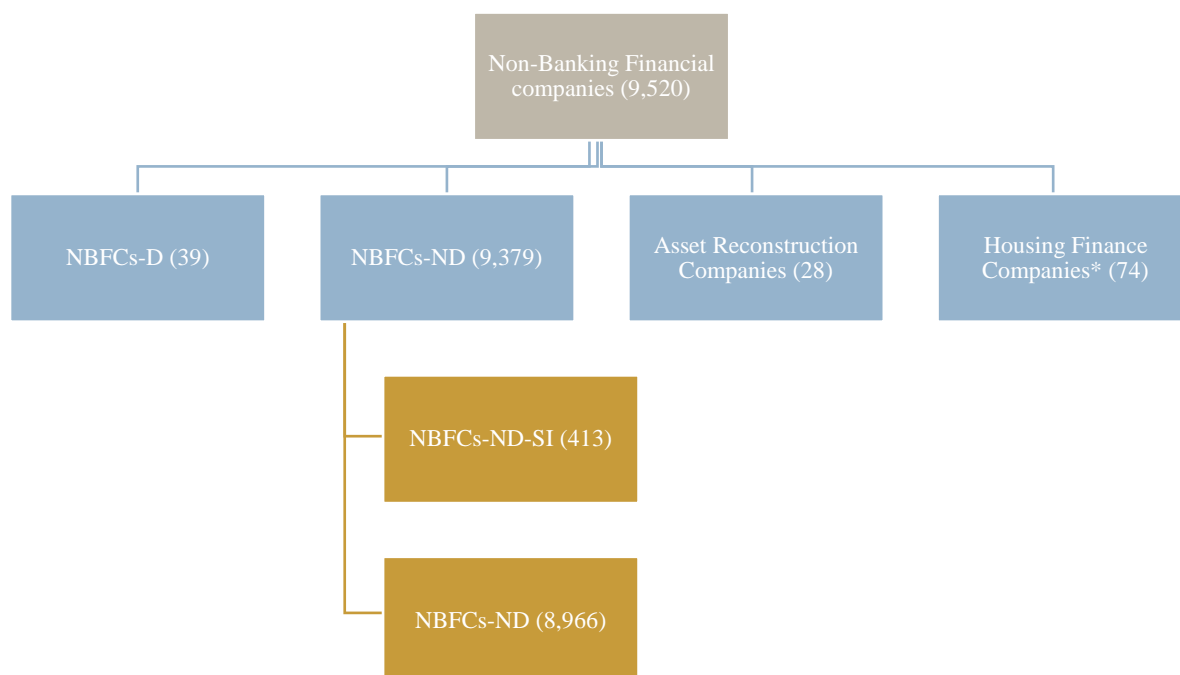 Non-Banking Financial
companies (9,520)
NBFCs-D (39)
NBFCs-ND (9,379)
Asset Reconstruction
Companies (28)
Housing Finance
Companies* (74)
NBFCs-ND-SI (413)
NBFCs-ND (8,966)